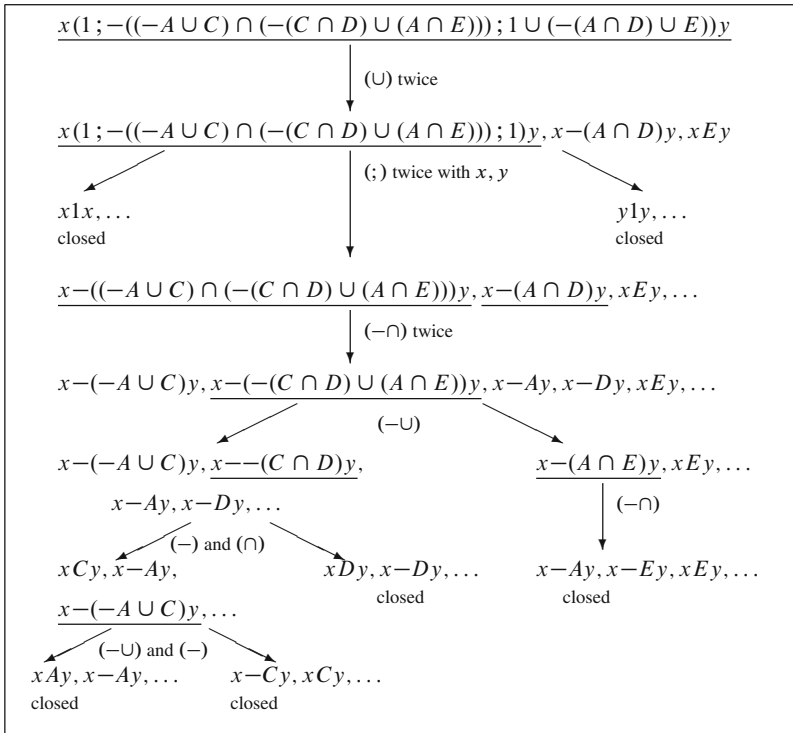 x(1;−((−A ∪ C) ∩ (−(C ∩ D) ∪ (A ∩ E)));1 ∪ (−(A ∩ D) ∪ E))y
(∪) twice
x(1;−((−A ∪ C) ∩ (−(C ∩ D) ∪ (A ∩ E)));1)y, x−(A ∩ D)y, xEy
(;) twice with x, y
x1x, ... y1y, ...
closed closed
x−((−A ∪ C) ∩ (−(C ∩ D) ∪ (A ∩ E)))y, x−(A ∩ D)y, xEy, ...
(−∩) twice
x−(−A ∪ C)y, x−(−(C ∩ D) ∪ (A ∩ E))y, x−Ay, x−Dy, xEy, ...
(−∪)
x−(−A ∪ C)y, x−−(C ∩ D)y, x−(A ∩ E)y, xEy, ...
x−Ay, x−Dy, ... (−∩)
(−) and (∩)
xCy, x−Ay, xDy, x−Dy, ... x−Ay, x−Ey, xEy, ...
closed closed
x−(−A ∪ C)y, ...
(−∪) and (−)
xAy, x−Ay, ... x−Cy, xCy, ...
closed closed